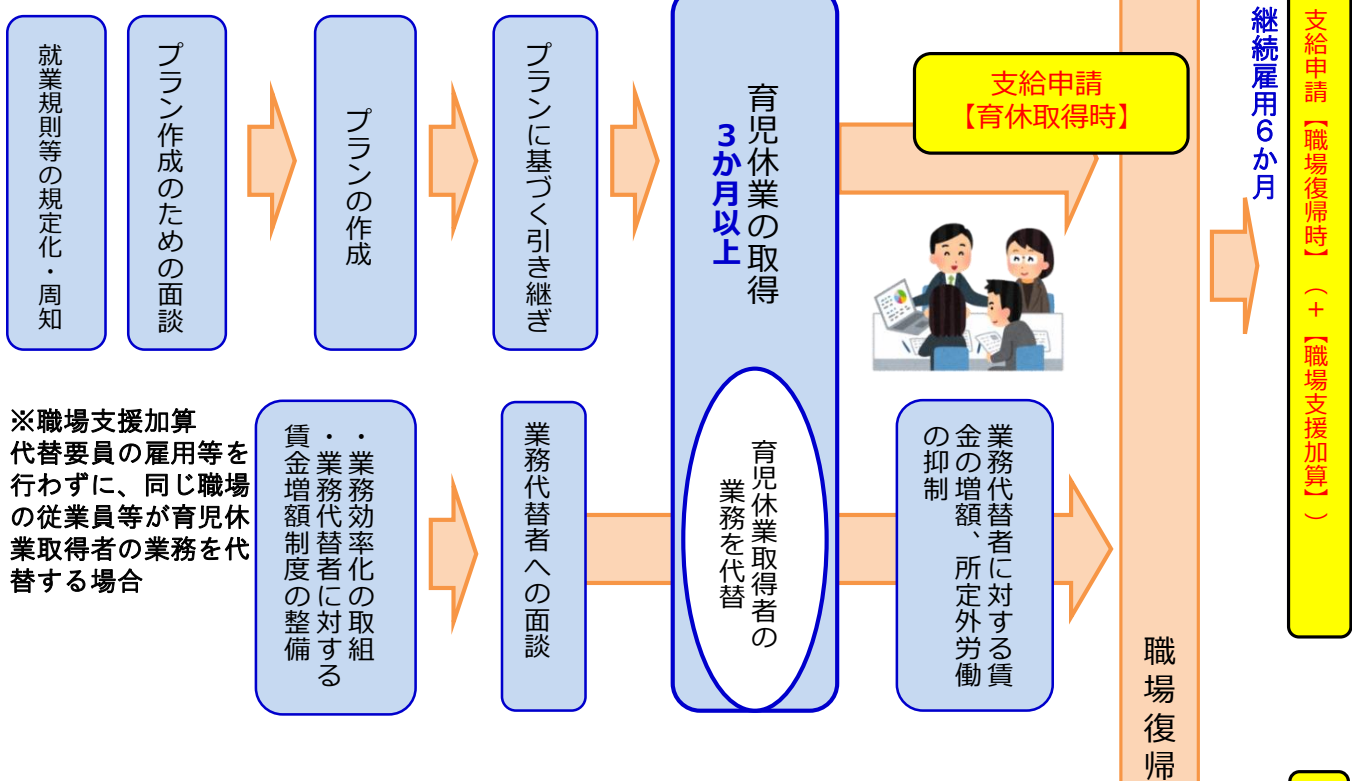 就業規則等の規定化・周知
プラン作成のための面談
プランの作成
プランに基づく引き継ぎ
育児休業の取得
3か月以上
支給申請
【育休取得時】
継続雇用6か月
支給申請【職場復帰時】(+【職場支援加算】)
※職場支援加算
代替要員の雇用等を
行わずに、同じ職場
の従業員等が育児休
業取得者の業務を代
替する場合
・業務効率化の取組
・業務代替者に対する
賃金増額制度の整備
業務代替者への面談
育児休業取得者の
業務を代替
業務代替者に対する賃
金の増額、所定外労働
の抑制
職場復帰